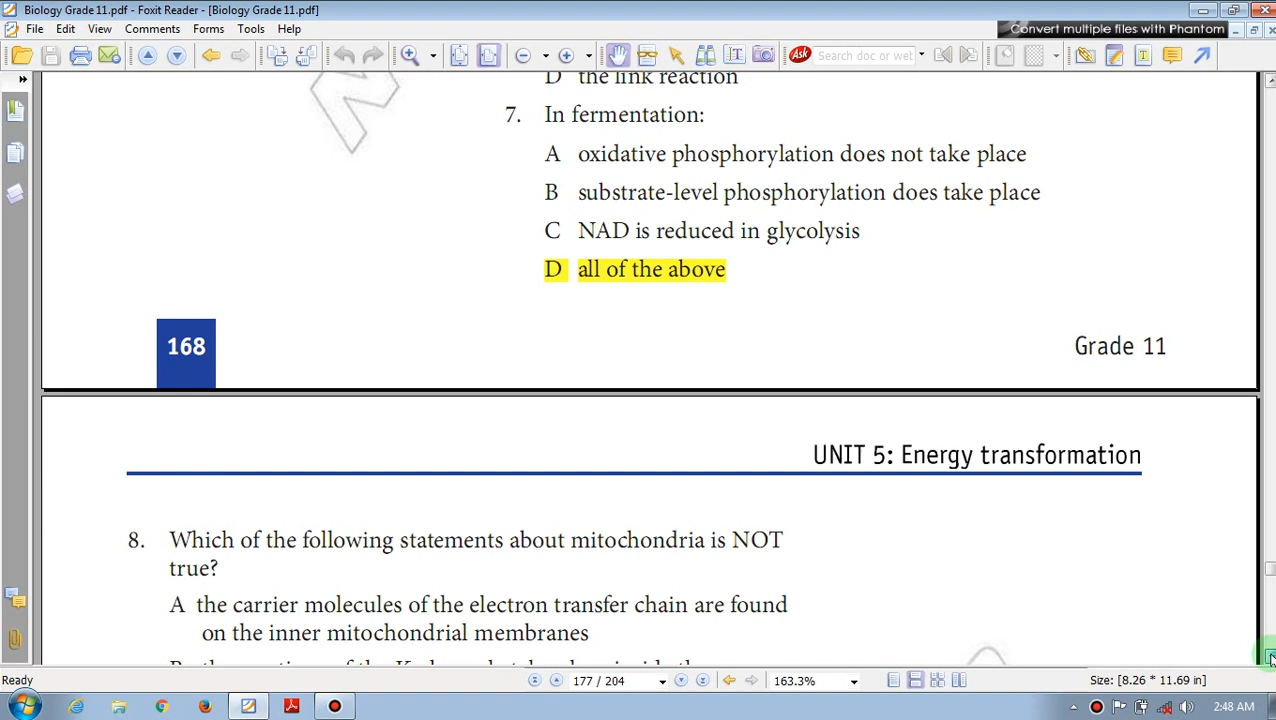 Biology Grade 11.pdf - Foxit Reader - [Biology Grade 11.pdf]
File Edit View Comments Forms Tools Help
Convert multiple files with Phantom
Ask Search doc or wet
D the link reaction
7. In fermentation:
A oxidative phosphorylation does not take place
B substrate-level phosphorylation does take place
C NAD is reduced in glycolysis
D all of the above
168
Grade 11
UNIT 5: Energy transformation
8. Which of the following statements about mitochondria is NOT
true?
A the carrier molecules of the electron transfer chain are found
on the inner mitochondrial membranes
Ready
177 / 204
163.3%
Size: [8.26 * 11.69 in]
2:48 AM